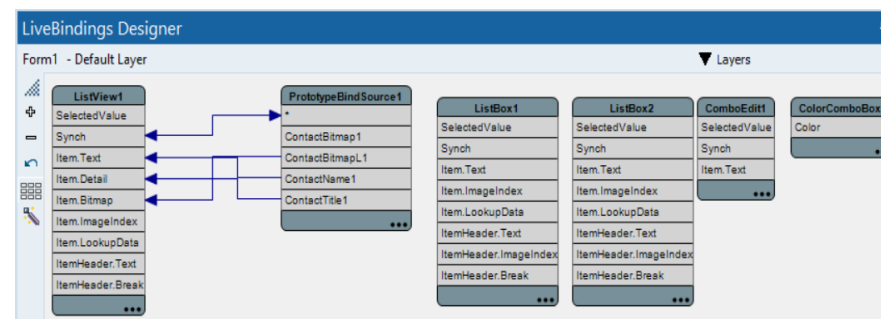 LiveBindings Designer
Form1 - Default Layer
Layers
ListView1
SelectedValue
Synch
Item.Text
Item.Detail
Item.Bitmap
Item.ImageIndex
Item.LookupData
ItemHeader.Text
ItemHeader.Break
PrototypeBindSource1
*
ContactBitmap1
ContactBitmapL1
ContactName1
ContactTitle1
ListBox1
SelectedValue
Synch
Item.Text
Item.ImageIndex
Item.LookupData
ItemHeader.Text
ItemHeader.ImageIndex
ItemHeader.Break
ListBox2
SelectedValue
Synch
Item.Text
Item.ImageIndex
Item.LookupData
ItemHeader.Text
ItemHeader.ImageIndex
ItemHeader.Break
ComboEdit1
SelectedValue
Synch
Item.Text
ColorComboBox
Color